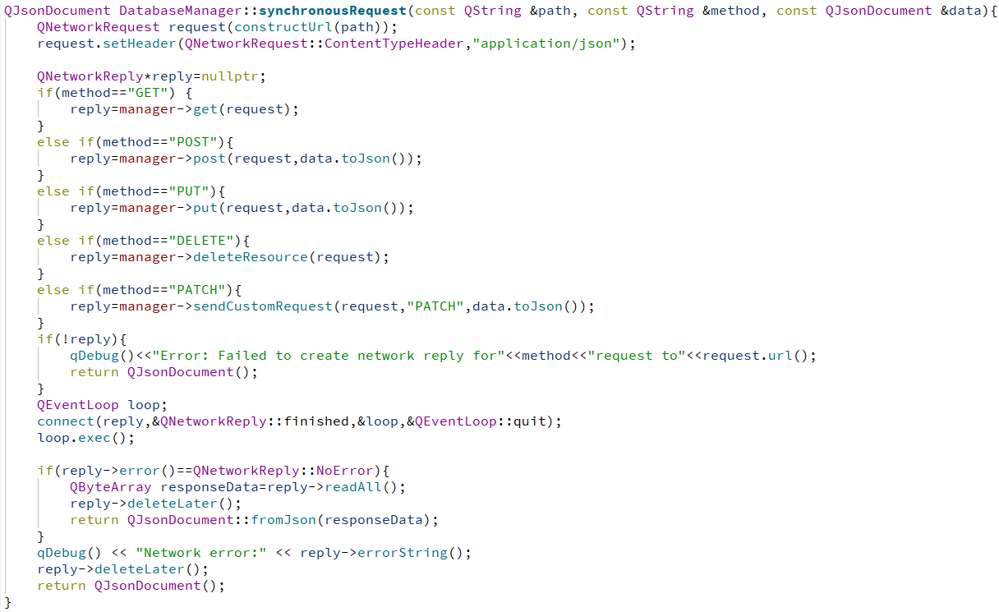 QJsonDocument DatabaseManager::synchronousRequest(const QString &path, const QString &method, const QJsonDocument &data){
    QNetworkRequest request(constructUrl(path));
    request.setHeader(QNetworkRequest::ContentTypeHeader,"application/json");

    QNetworkReply*reply=nullptr;
    if(method=="GET") {
        reply=manager->get(request);
    }
    else if(method=="POST"){
        reply=manager->post(request,data.toJson());
    }
    else if(method=="PUT"){
        reply=manager->put(request,data.toJson());
    }
    else if(method=="DELETE"){
        reply=manager->deleteResource(request);
    }
    else if(method=="PATCH"){
        reply=manager->sendCustomRequest(request,"PATCH",data.toJson());
    }
    if(!reply){
        qDebug()<<"Error: Failed to create network reply for"<<method<<"request to"<<request.url();
        return QJsonDocument();
    }
    QEventLoop loop;
    connect(reply,&QNetworkReply::finished,&loop,&QEventLoop::quit);
    loop.exec();

    if(reply->error()==QNetworkReply::NoError){
        QByteArray responseData=reply->readAll();
        reply->deleteLater();
        return QJsonDocument::fromJson(responseData);
    }
    qDebug() << "Network error:" << reply->errorString();
    reply->deleteLater();
    return QJsonDocument();
}